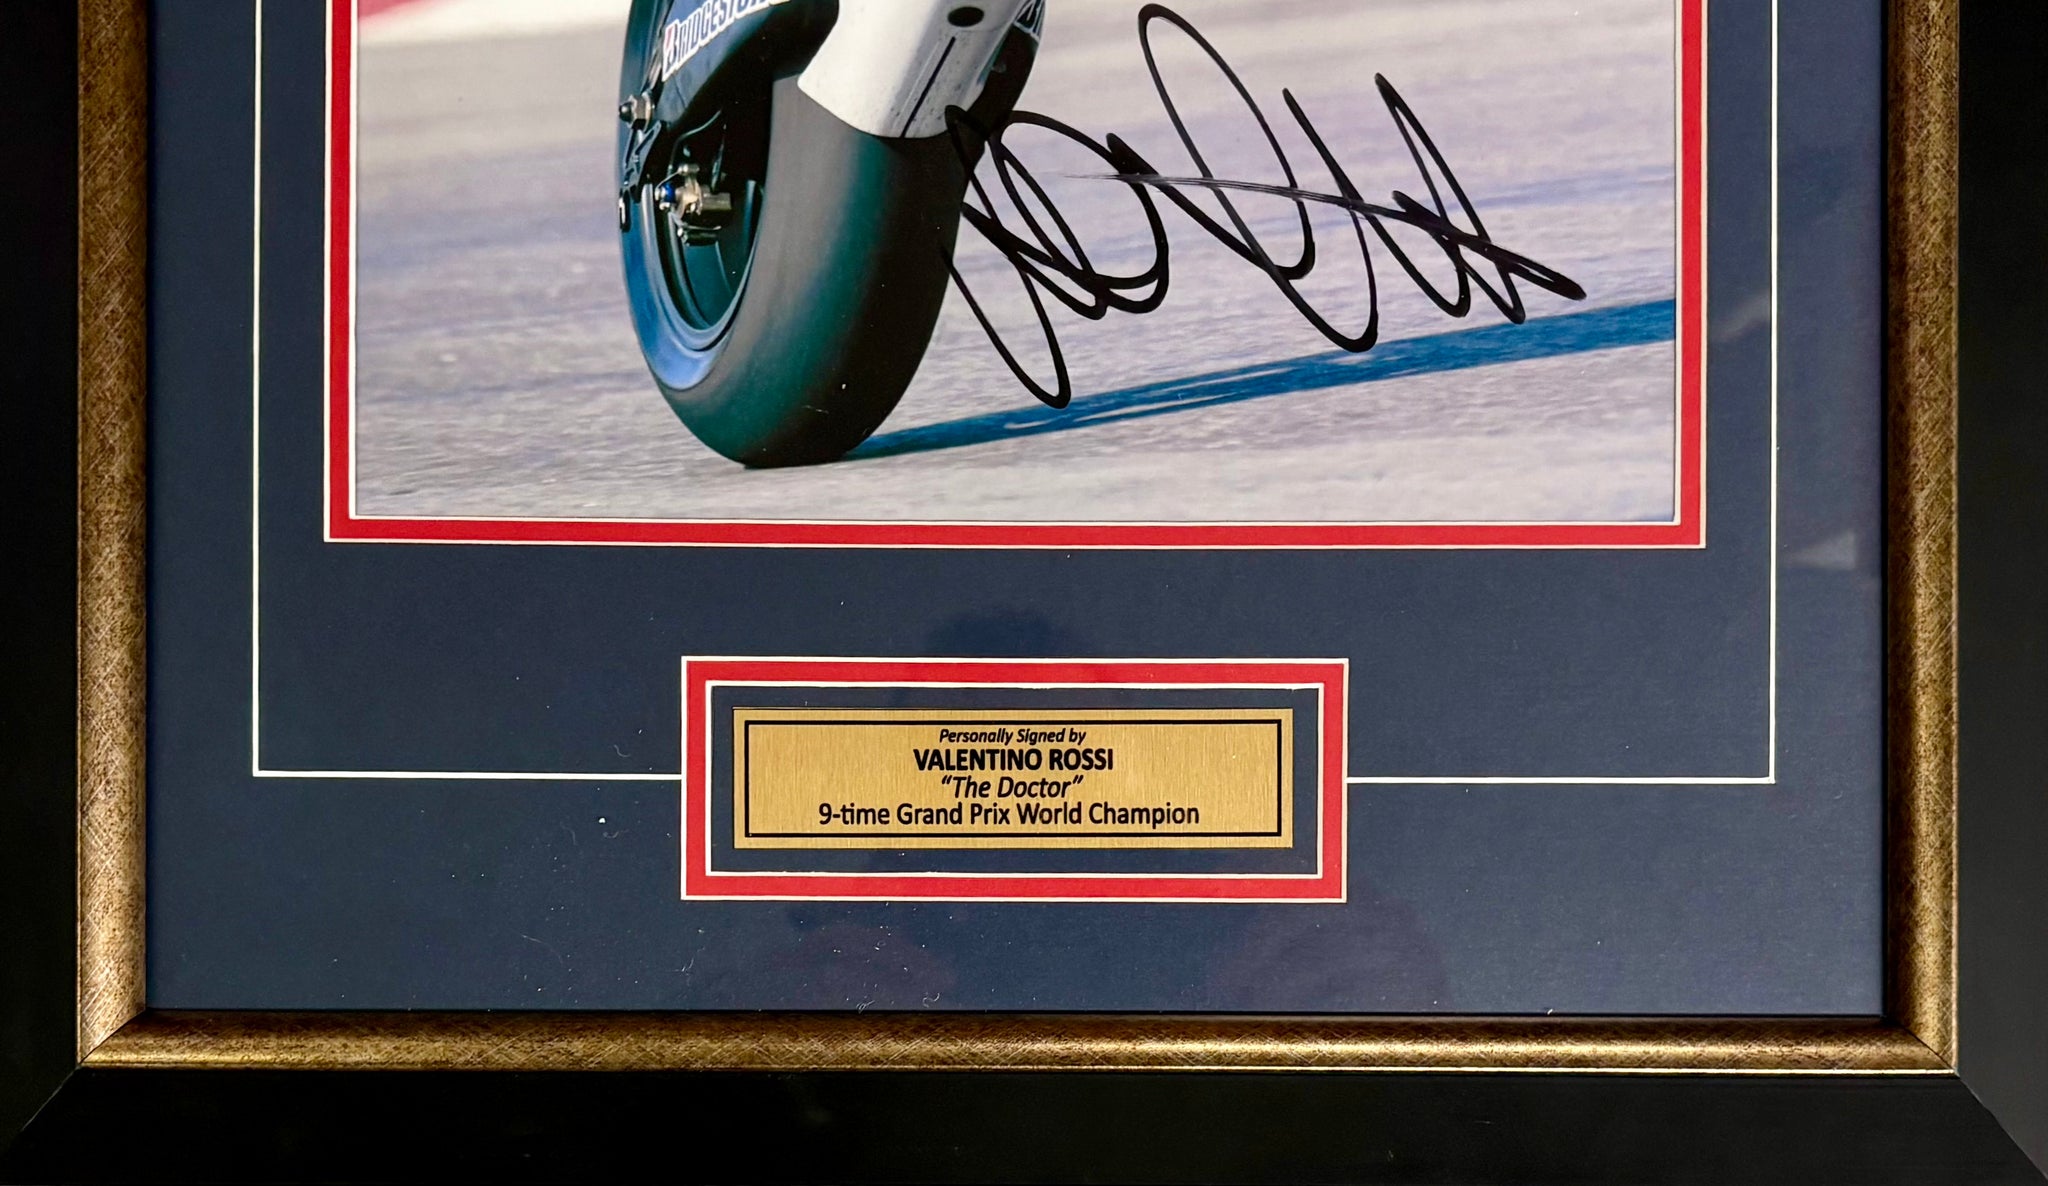 BRIDGESTONE
Personally Signed by
VALENTINO ROSSI
“The Doctor”
9-time Grand Prix World Champion